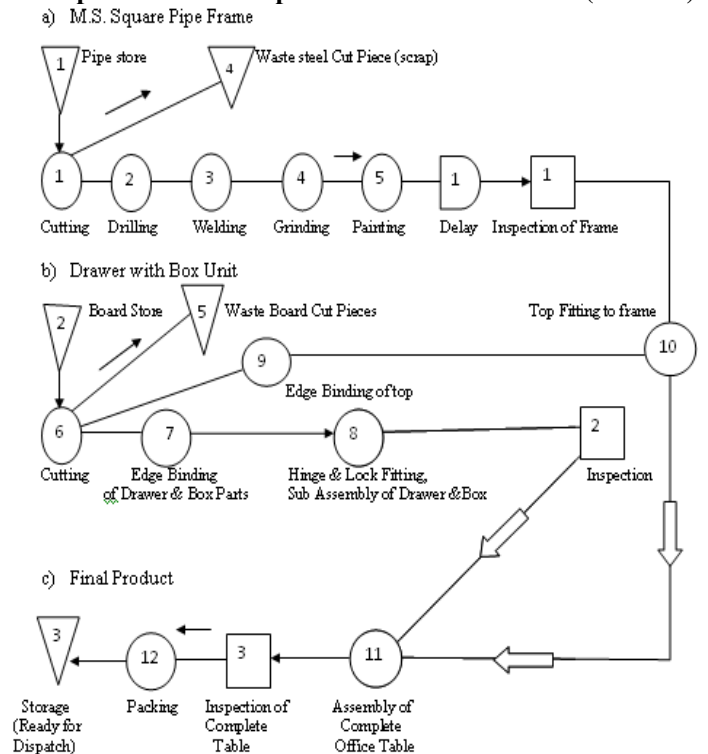 a) M.S. Square Pipe Frame
1 Pipe store
4 Waste steel Cut Piece (scrap)
1 2 3 4 5 1 1
Cutting Drilling Welding Grinding Painting Delay Inspection of Frame
b) Drawer with Box Unit
2 Board Store
5 Waste Board Cut Pieces
Top Fitting to frame
10
9
Edge Binding of top
6 7 8 2
Cutting
Edge Binding
of Drawer & Box Parts
Hinge & Lock Fitting,
Sub Assembly of Drawer &Box
Inspection
c) Final Product
3 12 3 11
Storage
(Ready for
Dispatch)
Packing
Inspection of
Complete
Table
Assembly of
Complete
Office Table